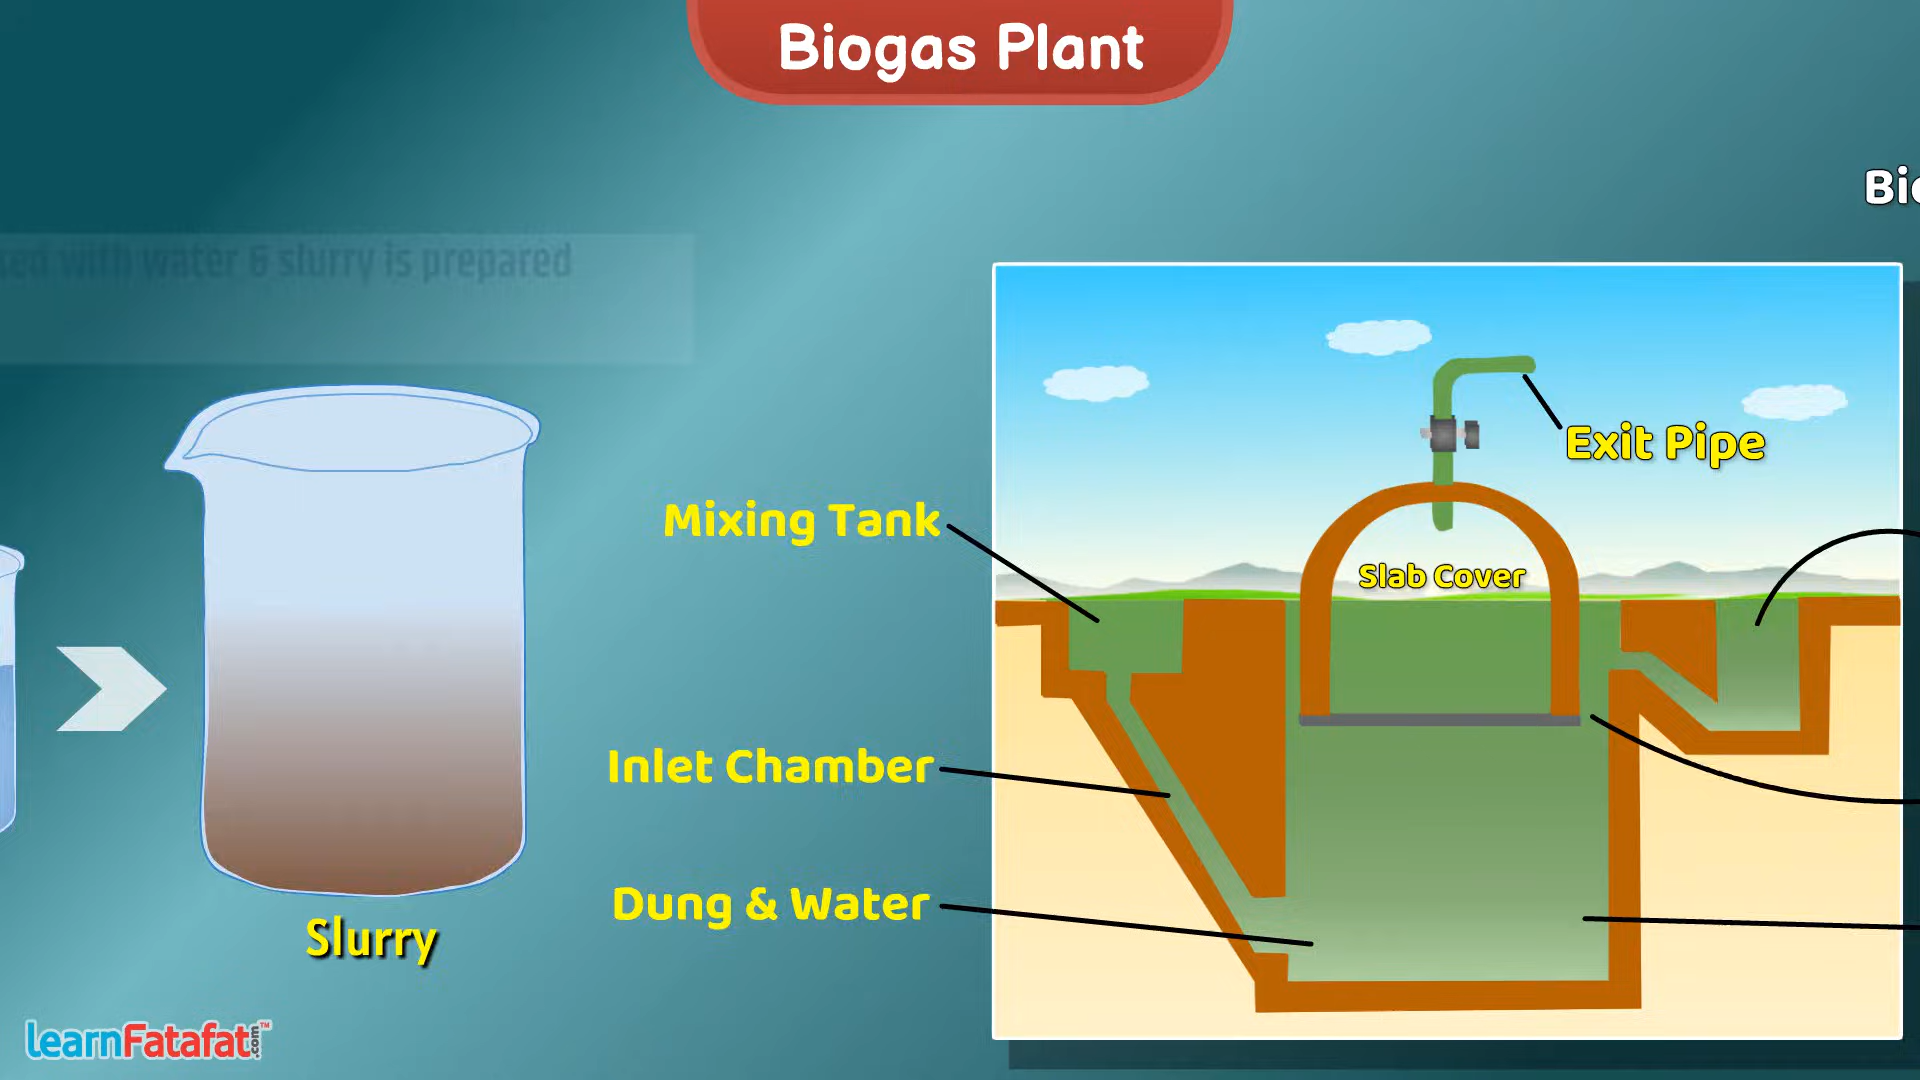 Biogas Plant
with water & slurry is prepared
Exit Pipe
Mixing Tank
Slab Cover
Inlet Chamber
Dung & Water
Slurry
learnFatafat.com™